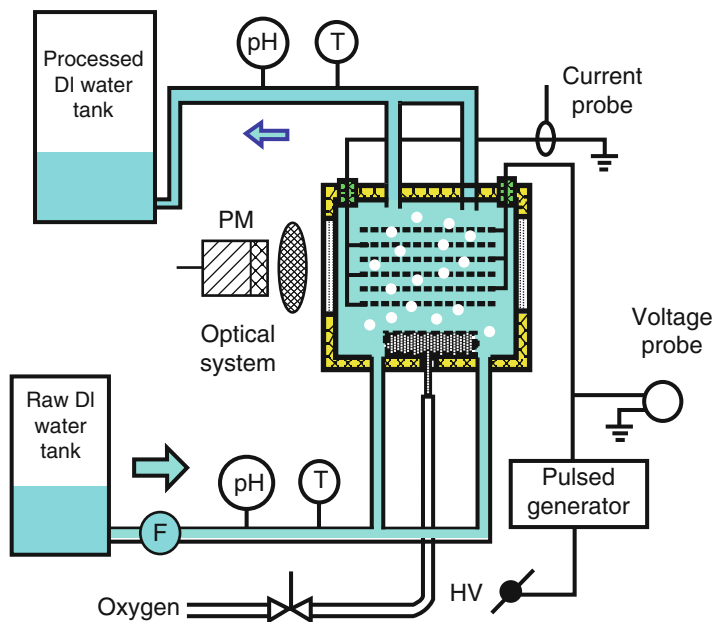 Processed
DI water
tank
pH
T
Current
probe
PM
Optical
system
Voltage
probe
Raw DI
water
tank
pH
T
F
Pulsed
generator
HV
Oxygen